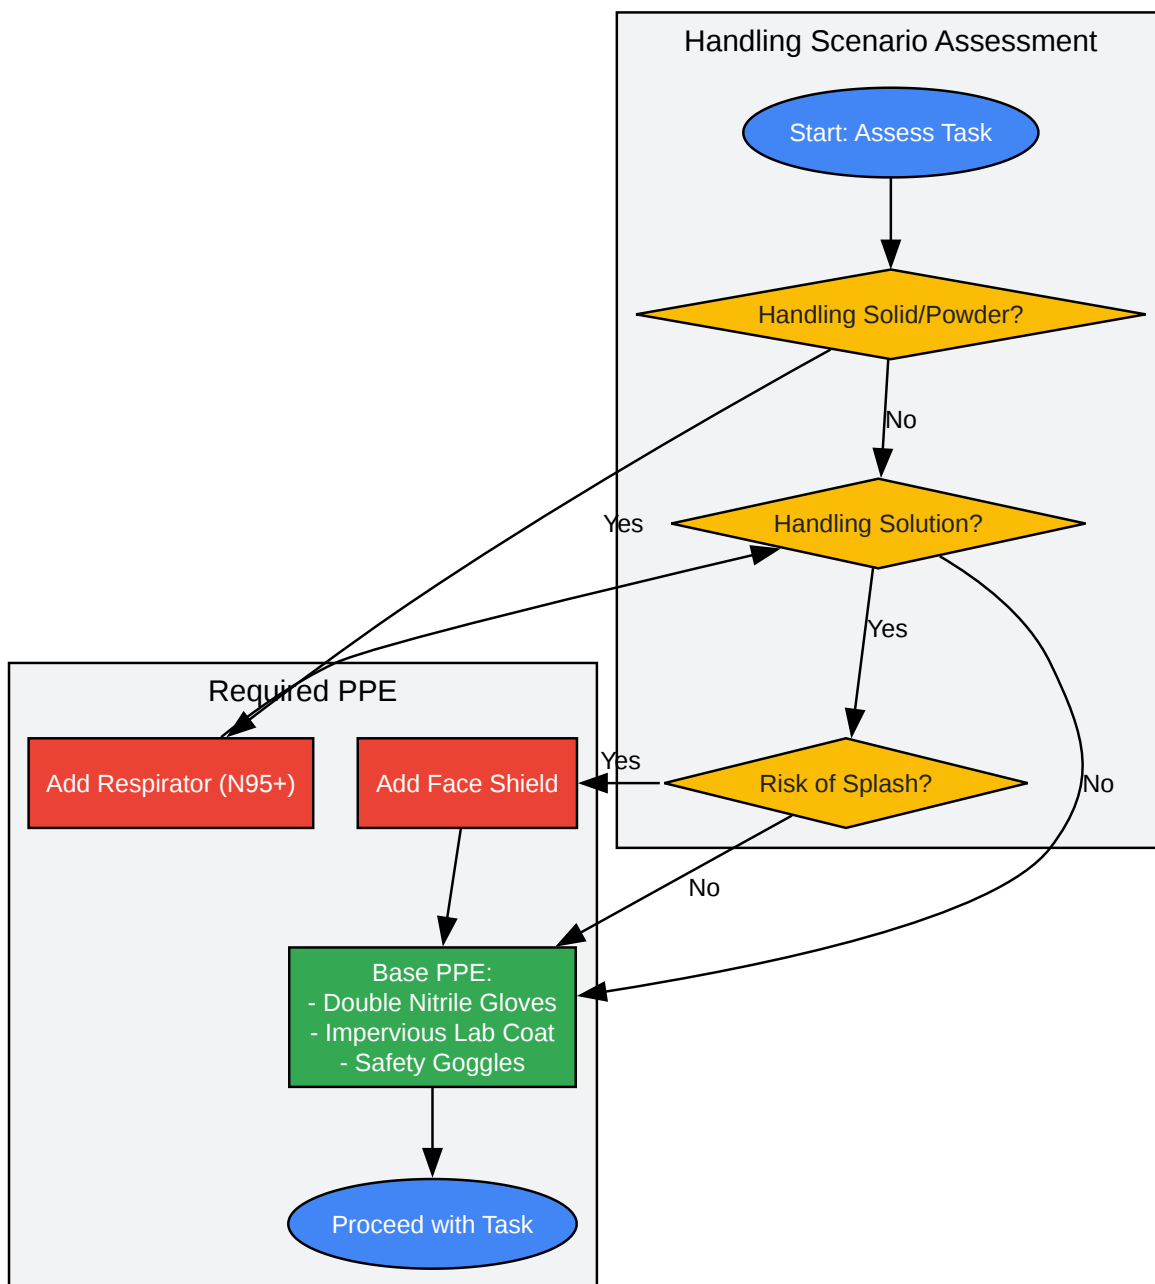 Handling Scenario Assessment
Start: Assess Task
Handling Solid/Powder?
No
Yes
Handling Solution?
Yes
Required PPE
Add Respirator (N95+)
Add Face Shield
Yes
Risk of Splash?
No
No
Base PPE:
- Double Nitrile Gloves
- Impervious Lab Coat
- Safety Goggles
Proceed with Task